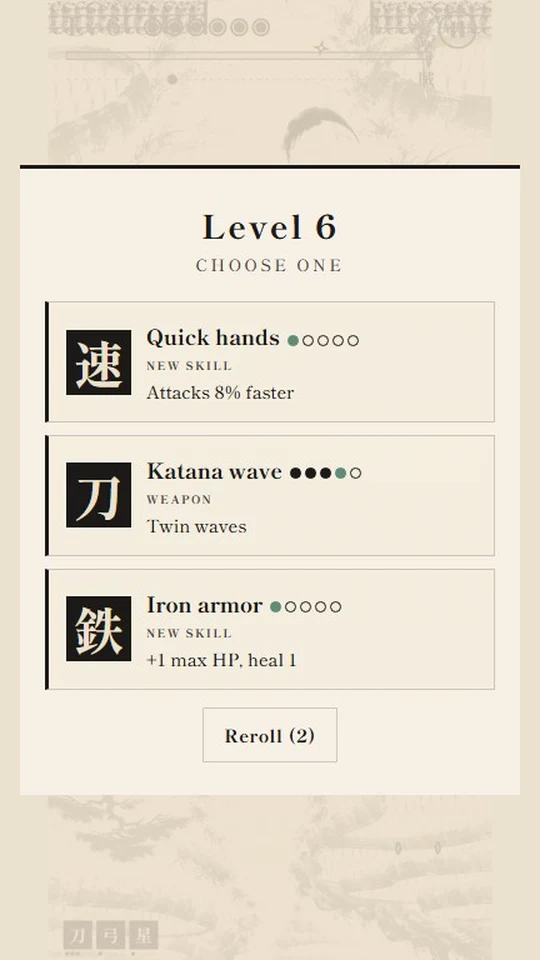 Level 6
CHOOSE ONE
速
Quick hands
NEW SKILL
Attacks 8% faster
刀
Katana wave
WEAPON
Twin waves
鉄
Iron armor
NEW SKILL
+1 max HP, heal 1
Reroll (2)
刀 弓 星